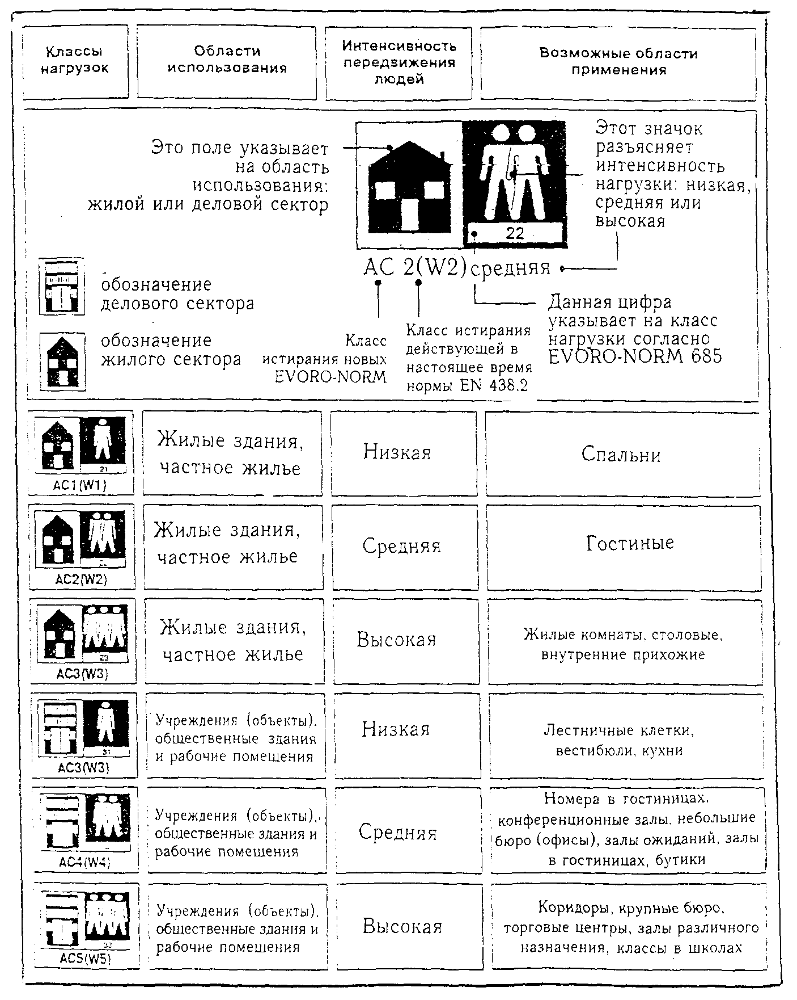 Классы
нагрузок
Области
использования
Интенсивность
передвижения
людей
Возможные области
применения
Это поле указывает
на область
использования:
жилой или деловой сектор
22
Этот значок
разъясняет
интенсивность
нагрузки: низкая,
средняя или
высокая
АС 2(W2) средняя
обозначение
делового сектора
обозначение
жилого сектора
Класс
истирания новых
EVORO-NORM
Класс истирания
действующей в
настоящее время
нормы EN 438.2
Данная цифра
указывает на класс
нагрузки согласно
EVORO-NORM 685
21
AC1(W1)
Жилые здания,
частное жилье
Низкая
Спальни
AC2(W2)
Жилые здания,
частное жилье
Средняя
Гостиные
23
AC3(W3)
Жилые здания,
частное жилье
Высокая
Жилые комнаты, столовые,
внутренние прихожие
31
AC3(W3)
Учреждения (объекты),
общественные здания
и рабочие помещения
Низкая
Лестничные клетки,
вестибюли, кухни
AC4(W4)
Учреждения (объекты),
общественные здания и
рабочие помещения
Средняя
Номера в гостиницах,
конференционные залы, небольшие
бюро (офисы), залы ожиданий, залы
в гостиницах, бутики
AC5(W5)
Учреждения (объекты),
общественные здания и
рабочие помещения
Высокая
Коридоры, крупные бюро,
торговые центры, залы различного
назначения, классы в школах